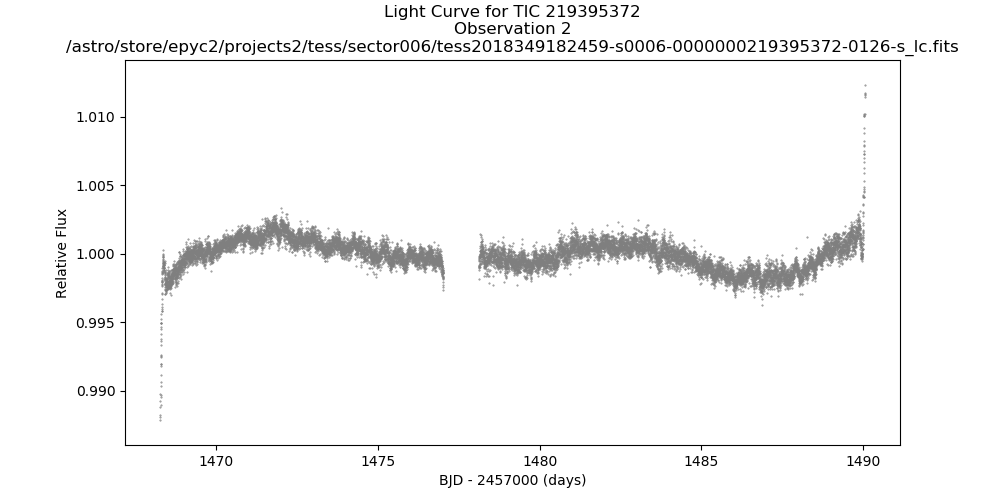 Light Curve for TIC 219395372
Observation 2
/astro/store/epyc2/projects2/tess/sector006/tess2018349182459-s0006-0000000219395372-0126-s_lc.fits
1.010
1.005
1.000
0.995
0.990
Relative Flux
1470
1475
1480
1485
1490
BJD - 2457000 (days)